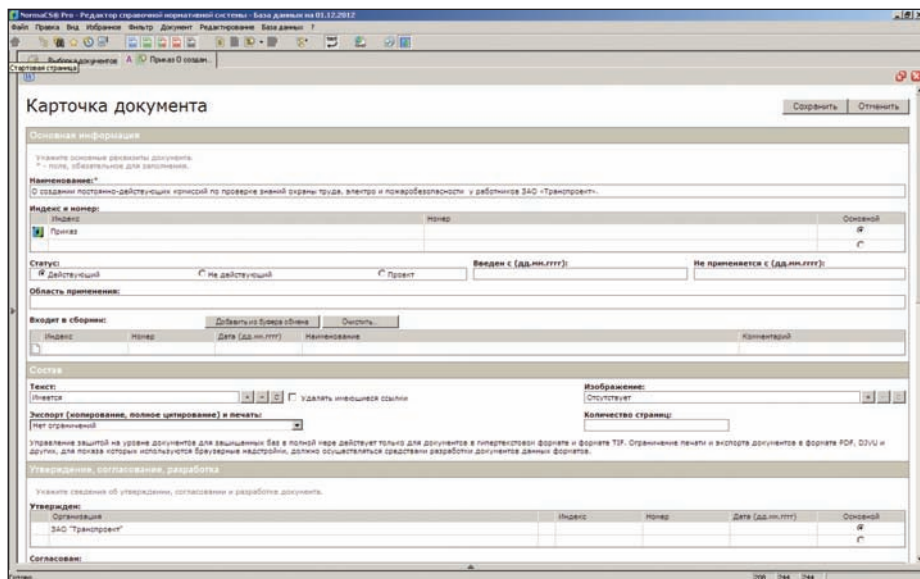 NormaCS® Pro - Редактор справочной нормативной системы - База данных на 01.12.2012
Файл Правка Вид Избранное Фильтр Документ Редактирование База данных ?
Выборка документов Приказ О создан..
Стартовая страница
Карточка документа
Сохранить Отменить
Основная информация
Укажите основные реквизиты документа.
* - поле, обязательное для заполнения.
Наименование:*
О создании постоянно-действующих комиссий по проверке знаний охраны труда, электро и пожаробезопасности у работников ЗАО «Транспроект».
Индекс и номер:
Индекс Номер Основной
Приказ
Статус: Введен с (дд.мм.гггг): Не применяется с (дд.мм.гггг):
Действующий Не действующий Проект
Область применения:
Входит в сборник: Добавить из буфера обмена Очистить..
Индекс Номер Дата (дд.мм.гггг) Наименование Комментарий
Состав
Текст: Изображение:
Имеется Удалять имеющиеся ссылки Отсутствует
Экспорт (копирование, полное цитирование) и печать: Количество страниц:
Нет ограничений
Управление защитой на уровне документов для защищенных баз в полной мере действует только для документов в гипертекстовом формате и формате TIF. Ограничение печати и экспорта документов в формате PDF, DJVU и
других, для показа которых используются браузерные надстройки, должно осуществляться средствами разработки документов данных форматов.
Утверждение, согласование, разработка
Укажите сведения об утверждении, согласовании и разработке документа.
Утвержден:
Организация Индекс Номер Дата (дд.мм.гггг) Основной
ЗАО "Транспроект"
Согласован:
Готово 244 244